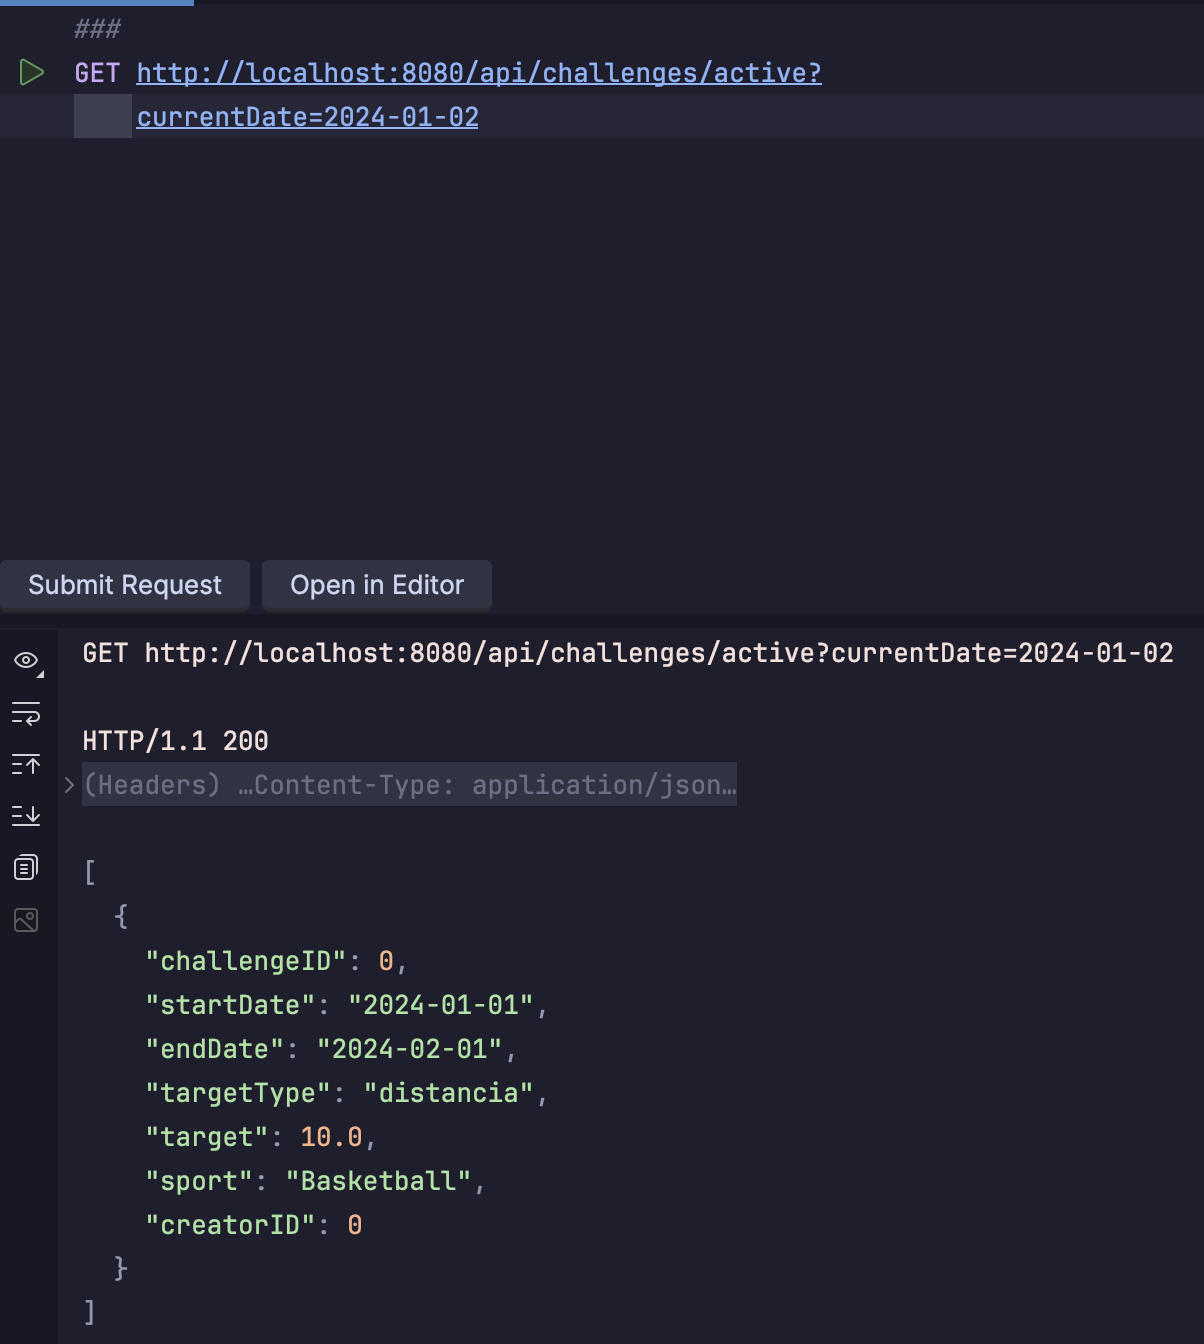 ###
GET http://localhost:8080/api/challenges/active?
currentDate=2024-01-02
Submit Request
Open in Editor
GET http://localhost:8080/api/challenges/active?currentDate=2024-01-02
HTTP/1.1 200
(Headers) …Content-Type: application/json…
[
  {
    "challengeID": 0,
    "startDate": "2024-01-01",
    "endDate": "2024-02-01",
    "targetType": "distancia",
    "target": 10.0,
    "sport": "Basketball",
    "creatorID": 0
  }
]